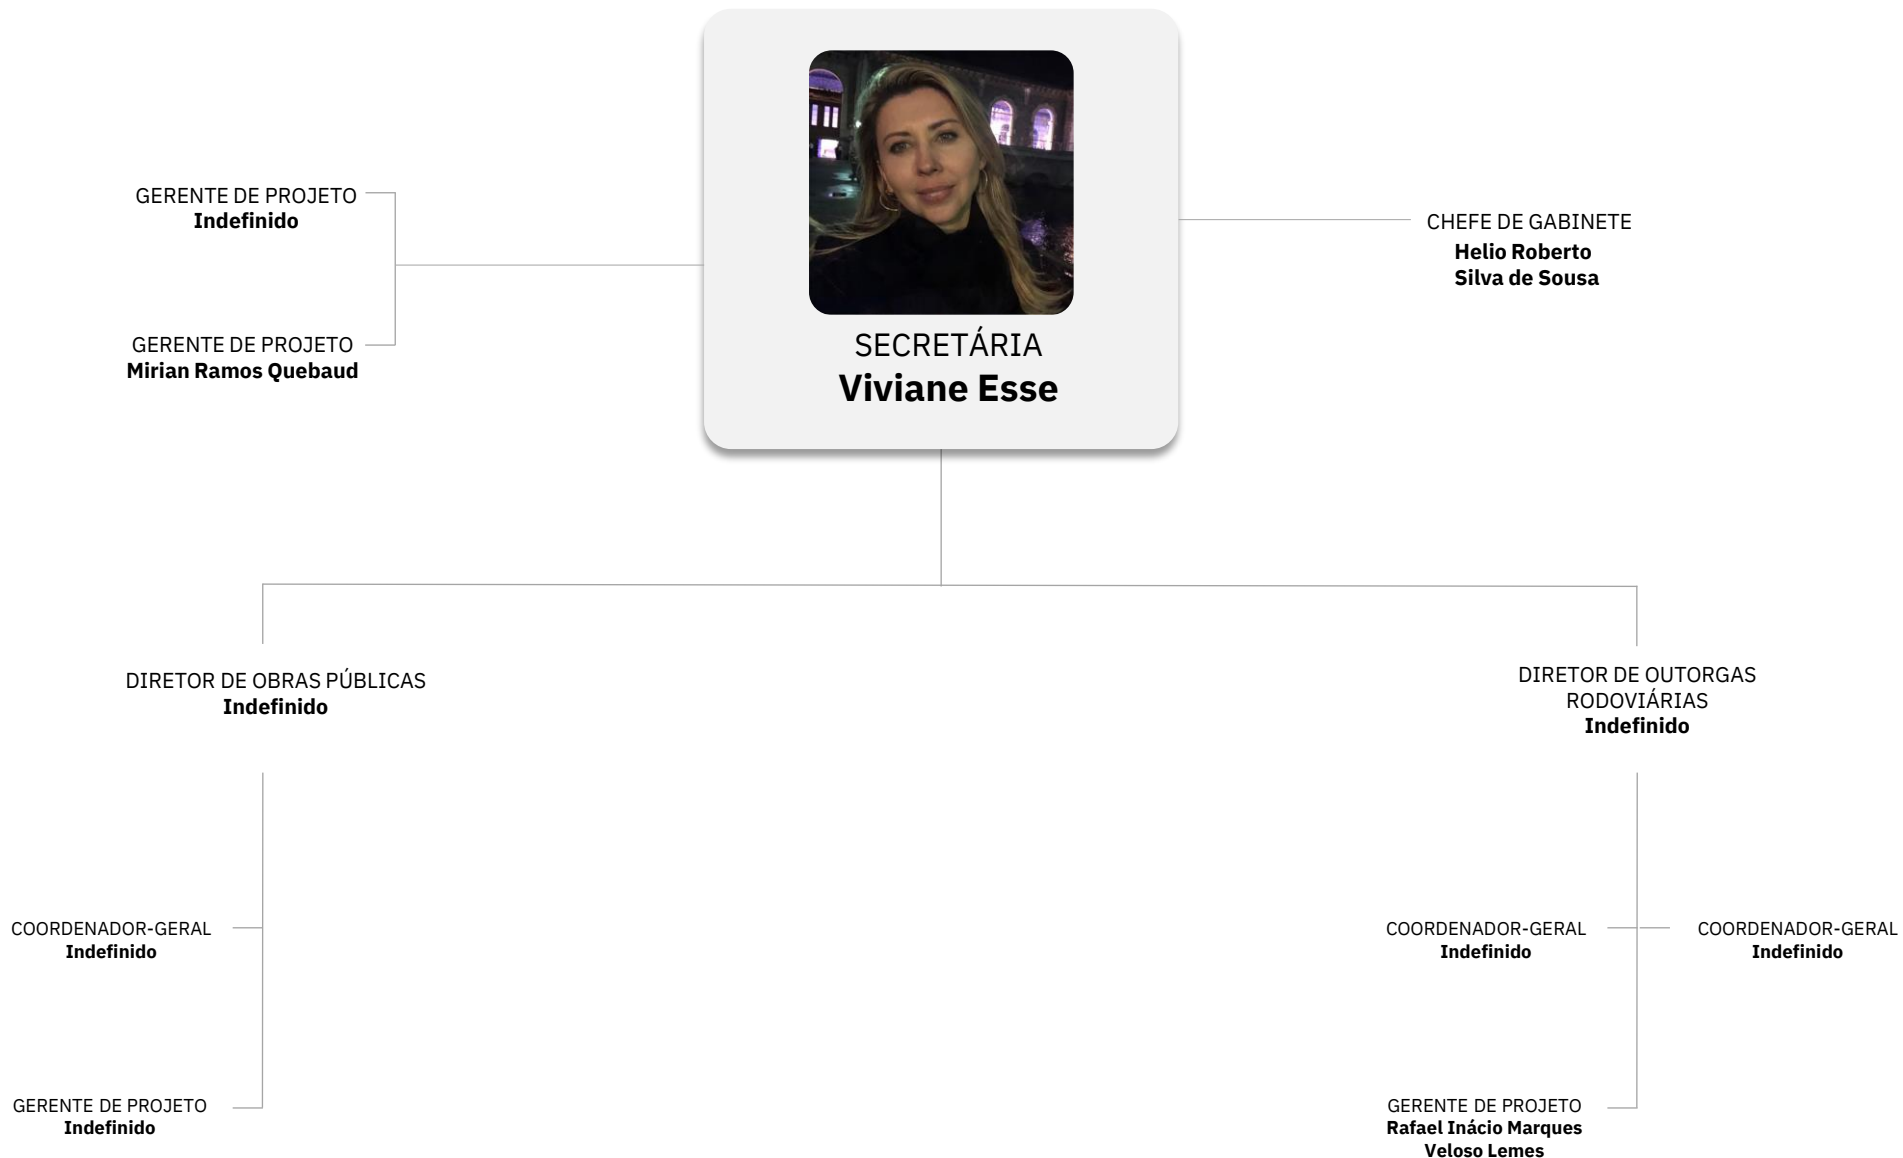 GERENTE DE PROJETO
Indefinido
GERENTE DE PROJETO
Mirian Ramos Quebaud
SECRETÁRIA
Viviane Esse
CHEFE DE GABINETE
Helio Roberto
Silva de Sousa
DIRETOR DE OBRAS PÚBLICAS
Indefinido
DIRETOR DE OUTORGAS
RODOVIÁRIAS
Indefinido
COORDENADOR-GERAL
Indefinido
COORDENADOR-GERAL
Indefinido
COORDENADOR-GERAL
Indefinido
GERENTE DE PROJETO
Indefinido
GERENTE DE PROJETO
Rafael Inácio Marques
Veloso Lemes